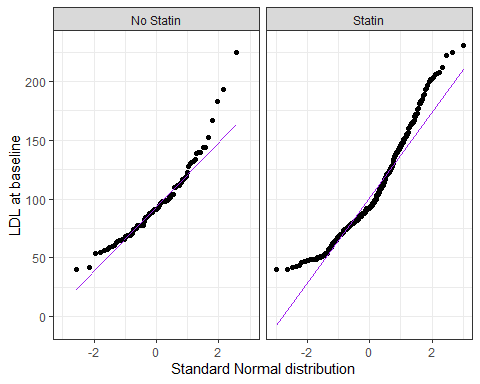 No Statin
Statin
LDL at baseline
200
150
100
50
0
-2
0
2
-2
0
2
Standard Normal distribution